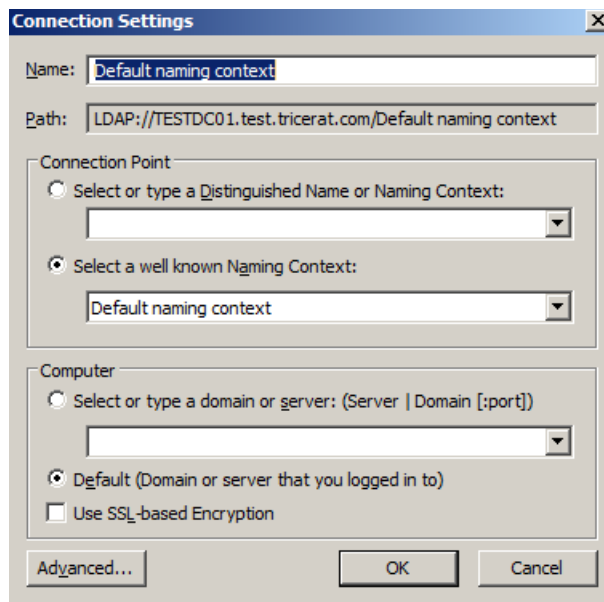 Connection Settings
Name: Default naming context
Path: LDAP://TESTDC01.test.tricerat.com/Default naming context
Connection Point
Select or type a Distinguished Name or Naming Context:
Select a well known Naming Context:
Default naming context
Computer
Select or type a domain or server: (Server | Domain [:port])
Default (Domain or server that you logged in to)
Use SSL-based Encryption
Advanced... OK Cancel